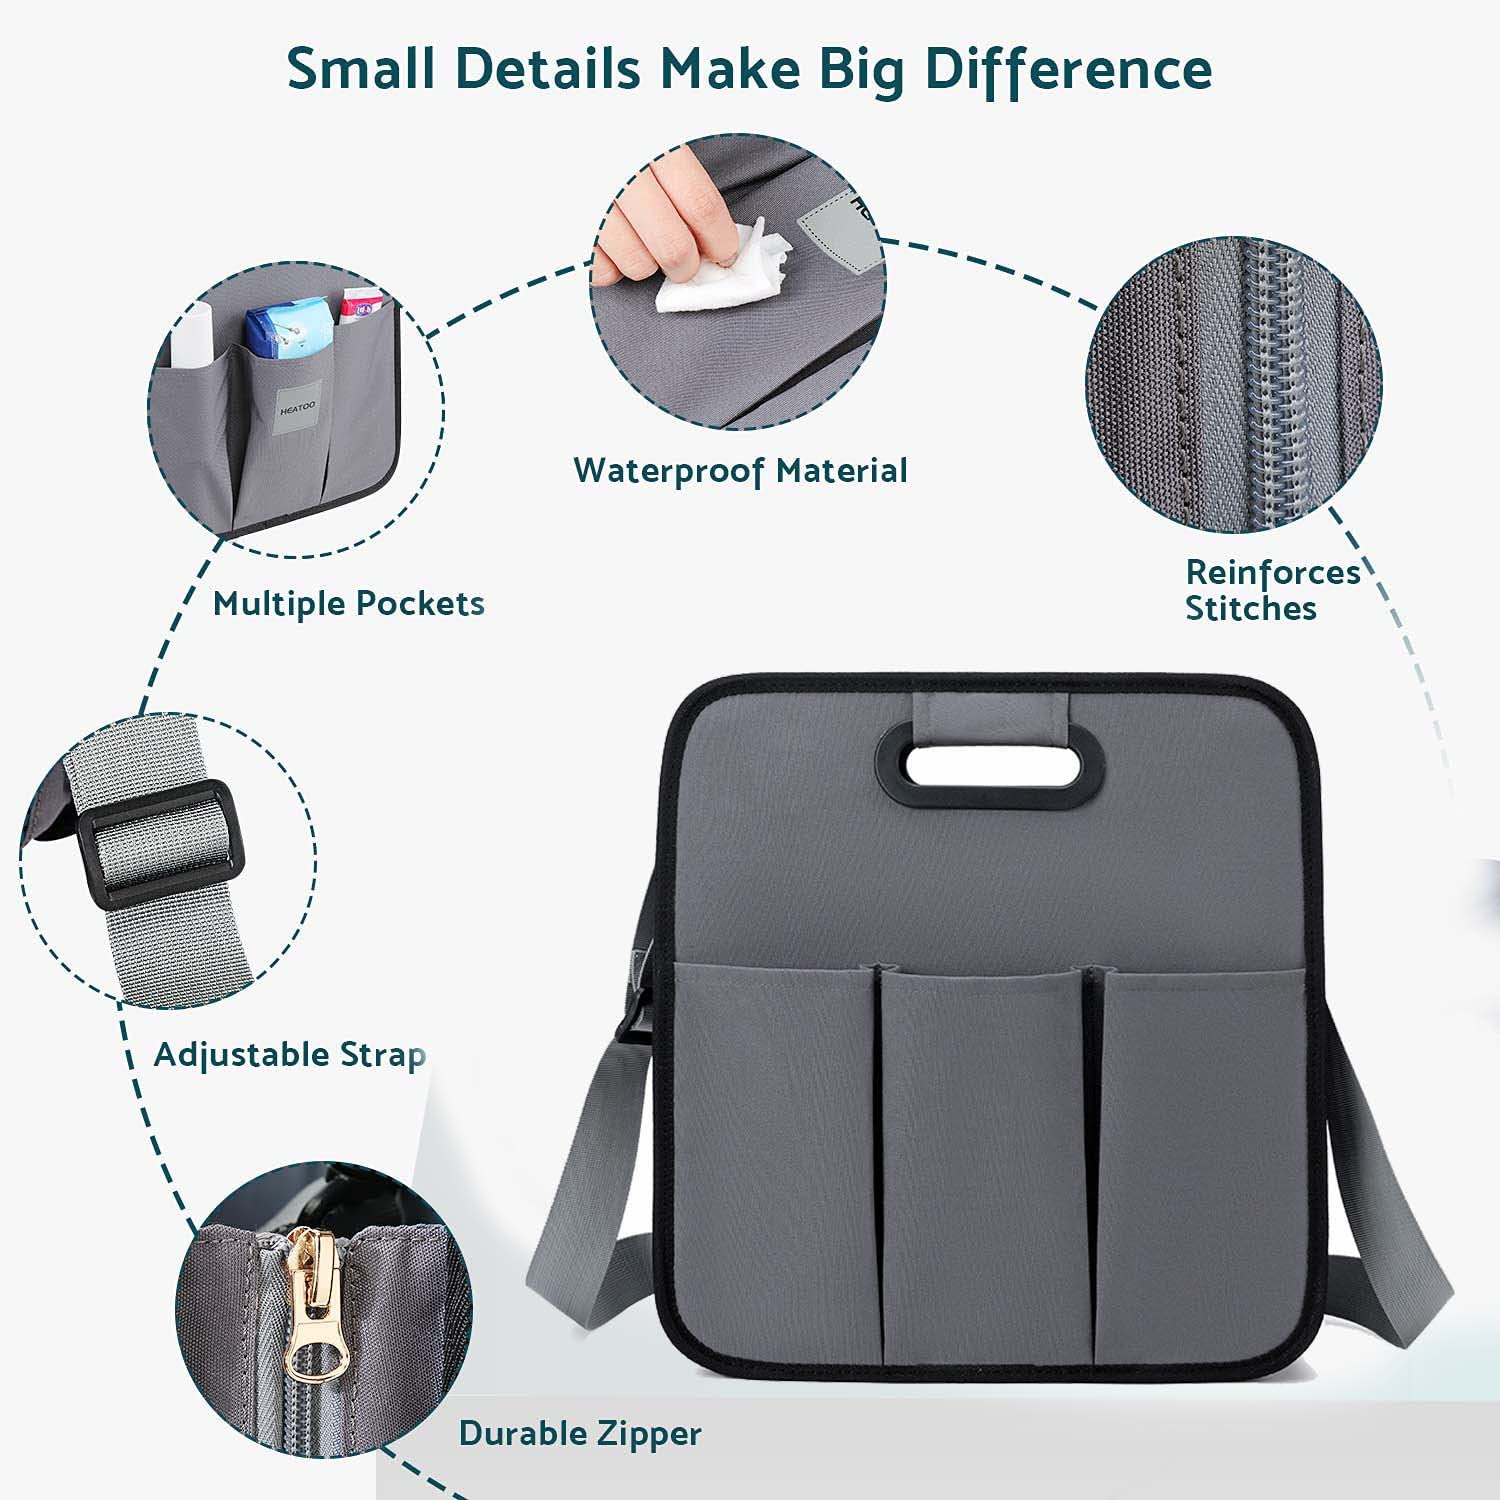 Small Details Make Big Difference
HEATOO
Waterproof Material
Multiple Pockets
Reinforces
Stitches
Adjustable Strap
Durable Zipper